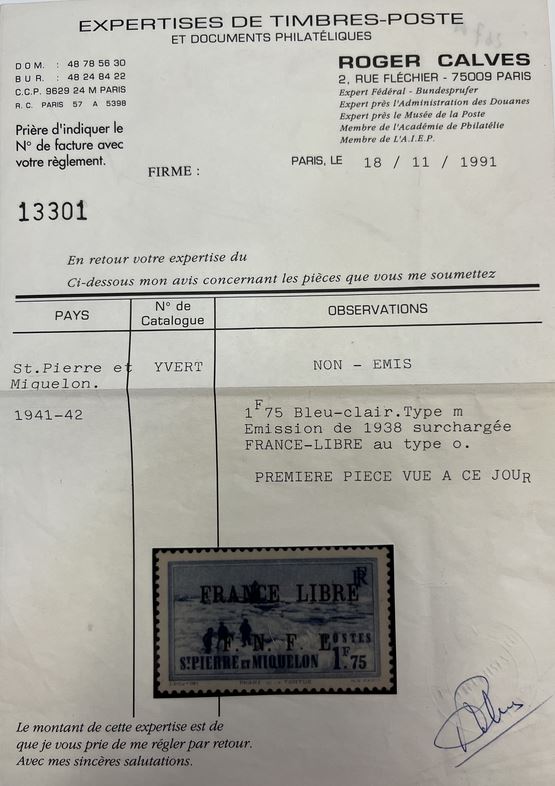 EXPERTISES DE TIMBRES-POSTE
ET DOCUMENTS PHILATÉLIQUES
DOM. : 48 78 56 30
BUR. : 48 24 84 22
C.C.P. 9629 24 M PARIS
R.C. PARIS 57 A 5398
ROGER CALVES
2, RUE FLÉCHIER - 75009 PARIS
Expert Fédéral - Bundesprufer
Expert près l'Administration des Douanes
Expert près le Musée de la Poste
Membre de l'Académie de Philatélie
Membre de L'A.I.E.P.
Prière d'indiquer le
N° de facture avec
votre règlement.
FIRME :
PARIS, LE 18 / 11 / 1991
13301
En retour votre expertise du
Ci-dessous mon avis concernant les pièces que vous me soumettez
PAYS
N° de
Catalogue
OBSERVATIONS
St.Pierre et YVERT NON - EMIS
Miquelon.
1941-42
1F75 Bleu-clair.Type m
Emission de 1938 surchargée
FRANCE-LIBRE au type o.
PREMIERE PIECE VUE A CE JOUR
RF
FRANCE LIBRE
F. N. F. L
POSTES
ST PIERRE ET MIQUELON 1F.75
Le montant de cette expertise est de
que je vous prie de me régler par retour.
Avec mes sincères salutations.